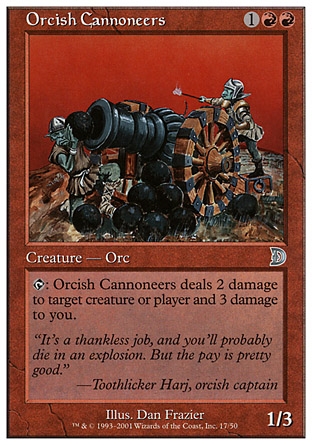 Orcish Cannoneers 1
Creature — Orc
: Orcish Cannoneers deals 2 damage
to target creature or player and 3 damage
to you.
"It's a thankless job, and you'll probably
die in an explosion. But the pay is pretty
good."
—Toothlicker Harj, orcish captain
Illus. Dan Frazier
™ & © 1993–2001 Wizards of the Coast, Inc. 17/50
1/3